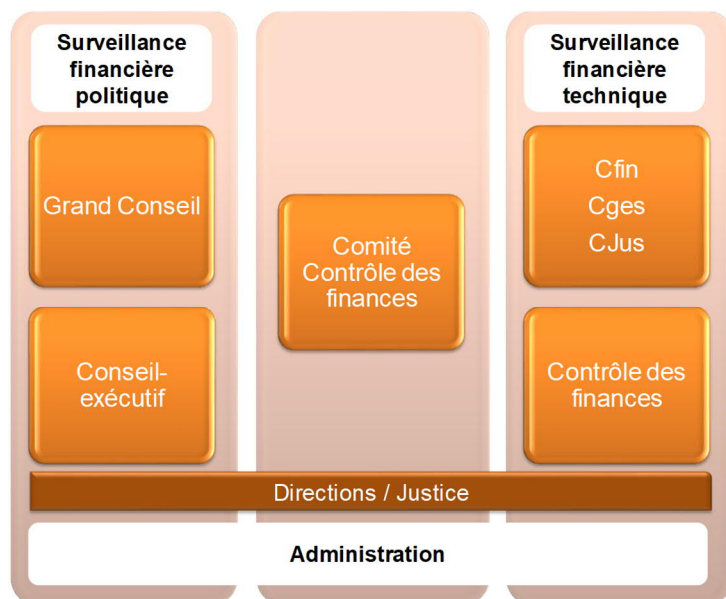 Surveillance
financière
politique
Grand Conseil
Conseil-
exécutif
Comité
Contrôle des
finances
Surveillance
financière
technique
Cfin
Cges
CJus
Contrôle des
finances
Directions / Justice
Administration